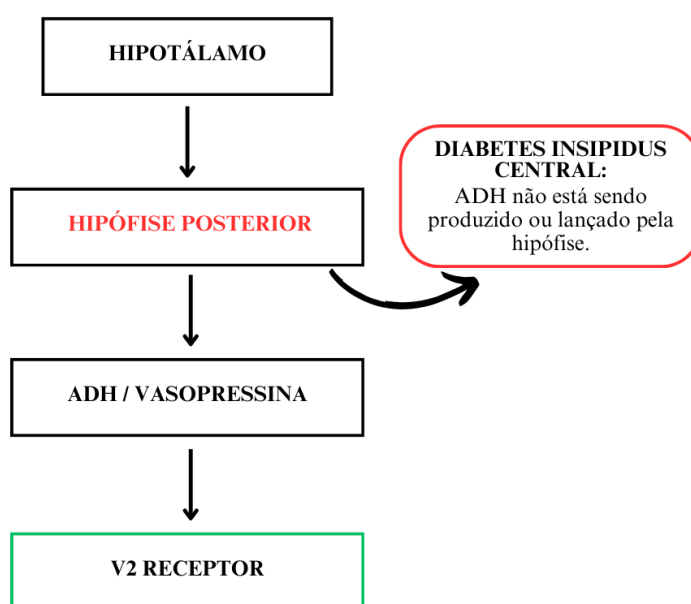 HIPOTÁLAMO
DIABETES INSIPIDUS
CENTRAL:
ADH não está sendo
produzido ou lançado pela
hipófise.
HIPÓFISE POSTERIOR
ADH / VASOPRESSINA
V2 RECEPTOR